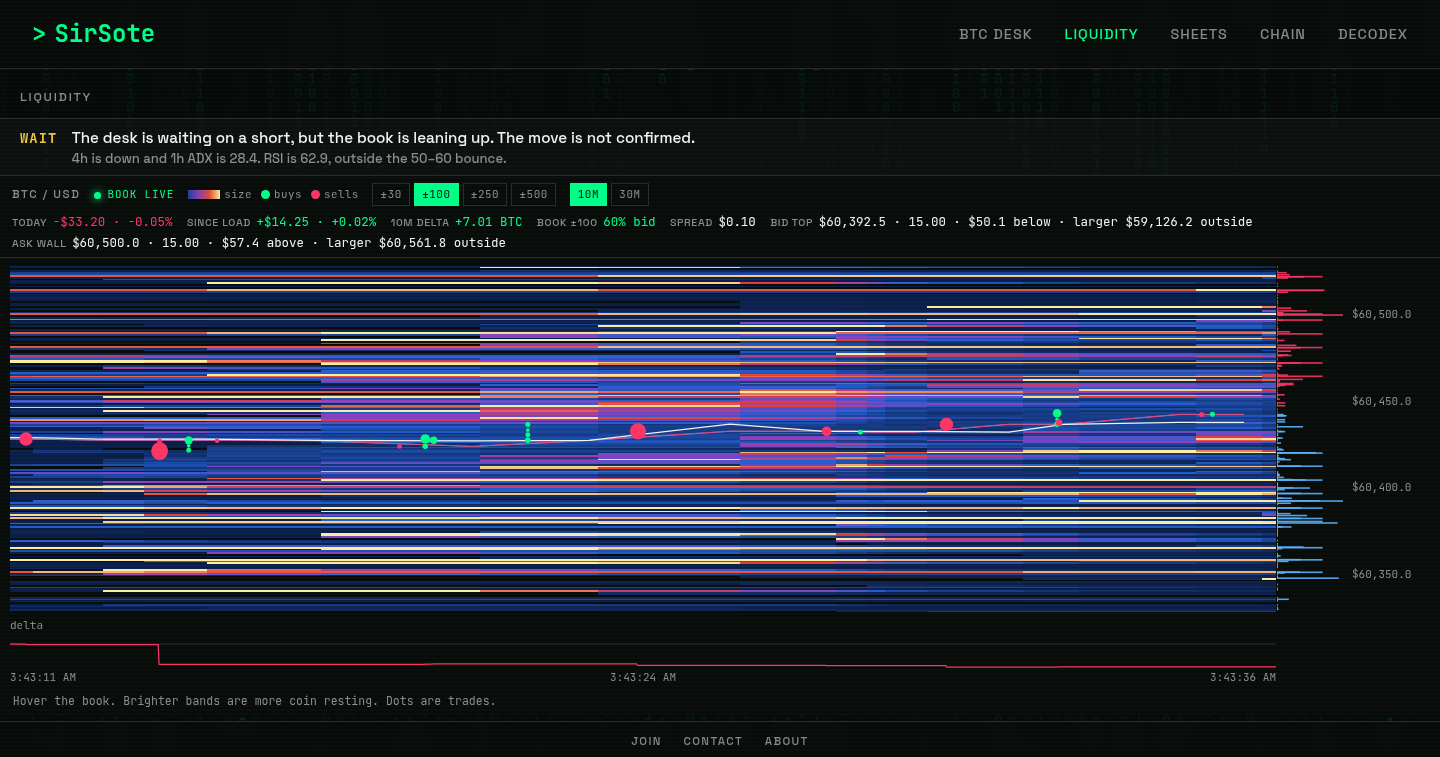 > SirSote
BTC DESK LIQUIDITY SHEETS CHAIN DECODEX
LIQUIDITY
WAIT The desk is waiting on a short, but the book is leaning up. The move is not confirmed.
4h is down and 1h ADX is 28.4. RSI is 62.9, outside the 50–60 bounce.
BTC / USD BOOK LIVE size buys sells ±30 ±100 ±250 ±500 10M 30M
TODAY -$33.20 · -0.05% SINCE LOAD +$14.25 · +0.02% 10M DELTA +7.01 BTC BOOK ±100 60% bid SPREAD $0.10 BID TOP $60,392.5 · 15.00 · $50.1 below · larger $59,126.2 outside
ASK WALL $60,500.0 · 15.00 · $57.4 above · larger $60,561.8 outside
$60,500.0
$60,450.0
$60,400.0
$60,350.0
delta
3:43:11 AM 3:43:24 AM 3:43:36 AM
Hover the book. Brighter bands are more coin resting. Dots are trades.
JOIN CONTACT ABOUT